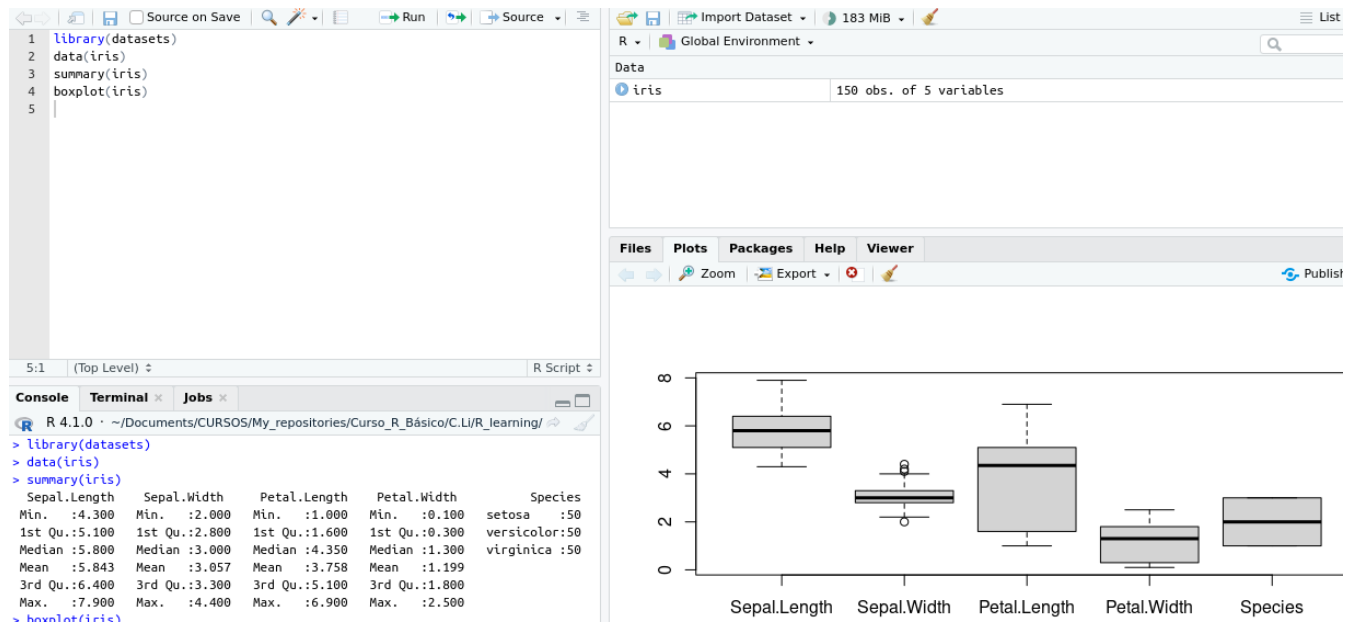 Source on Save Run Source
1 library(datasets)
2 data(iris)
3 summary(iris)
4 boxplot(iris)
5
5:1 (Top Level) R Script
Console Terminal Jobs
R 4.1.0 · ~/Documents/CURSOS/My_repositories/Curso_R_Básico/C.Li/R_learning/
> library(datasets)
> data(iris)
> summary(iris)
Sepal.Length Sepal.Width Petal.Length Petal.Width Species
Min. :4.300 Min. :2.000 Min. :1.000 Min. :0.100 setosa :50
1st Qu.:5.100 1st Qu.:2.800 1st Qu.:1.600 1st Qu.:0.300 versicolor:50
Median :5.800 Median :3.000 Median :4.350 Median :1.300 virginica :50
Mean :5.843 Mean :3.057 Mean :3.758 Mean :1.199
3rd Qu.:6.400 3rd Qu.:3.300 3rd Qu.:5.100 3rd Qu.:1.800
Max. :7.900 Max. :4.400 Max. :6.900 Max. :2.500
> boxplot(iris)
Import Dataset 183 MiB List
R Global Environment
Data
iris 150 obs. of 5 variables
Files Plots Packages Help Viewer
Zoom Export Publish
8
6
4
2
0
Sepal.Length Sepal.Width Petal.Length Petal.Width Species